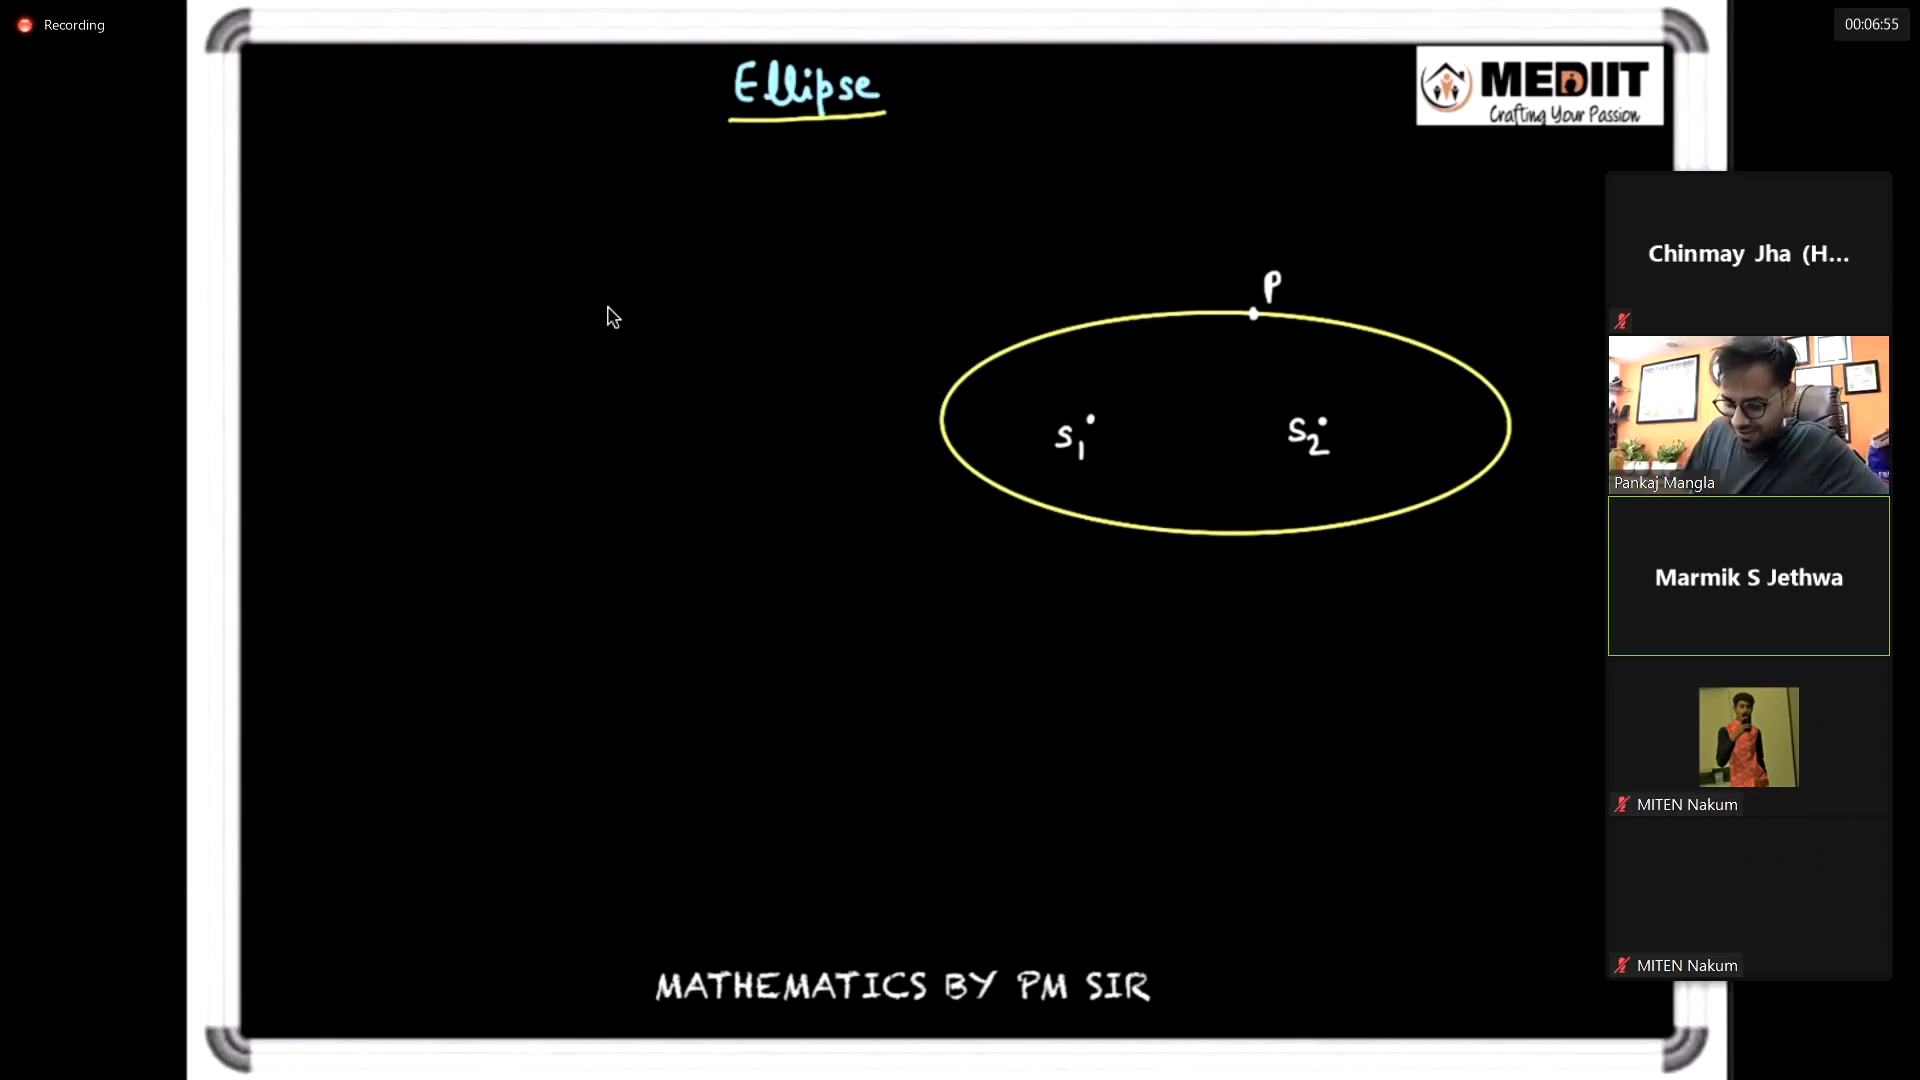 Recording
00:06:55
Ellipse
MEDIIT
Crafting Your Passion
Chinmay Jha (H...
P
S1
S2
Pankaj Mangla
Marmik S Jethwa
MITEN Nakum
MITEN Nakum
MATHEMATICS BY PM SIR